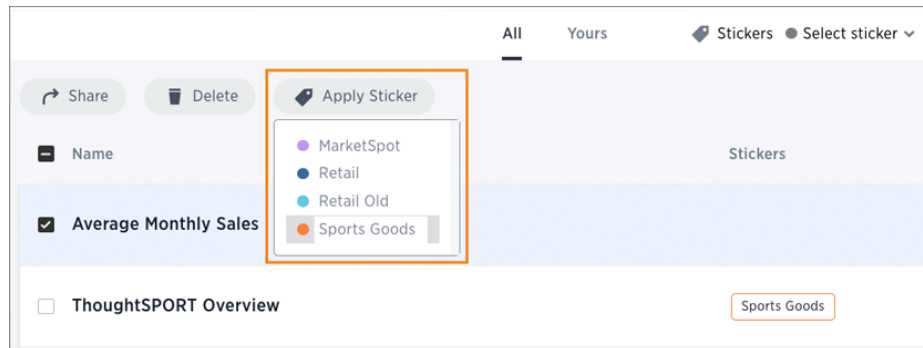 All Yours Stickers Select sticker
Share Delete Apply Sticker
MarketSpot
Name Stickers
Retail
Retail Old
Average Monthly Sales
Sports Goods
ThoughtSPORT Overview Sports Goods